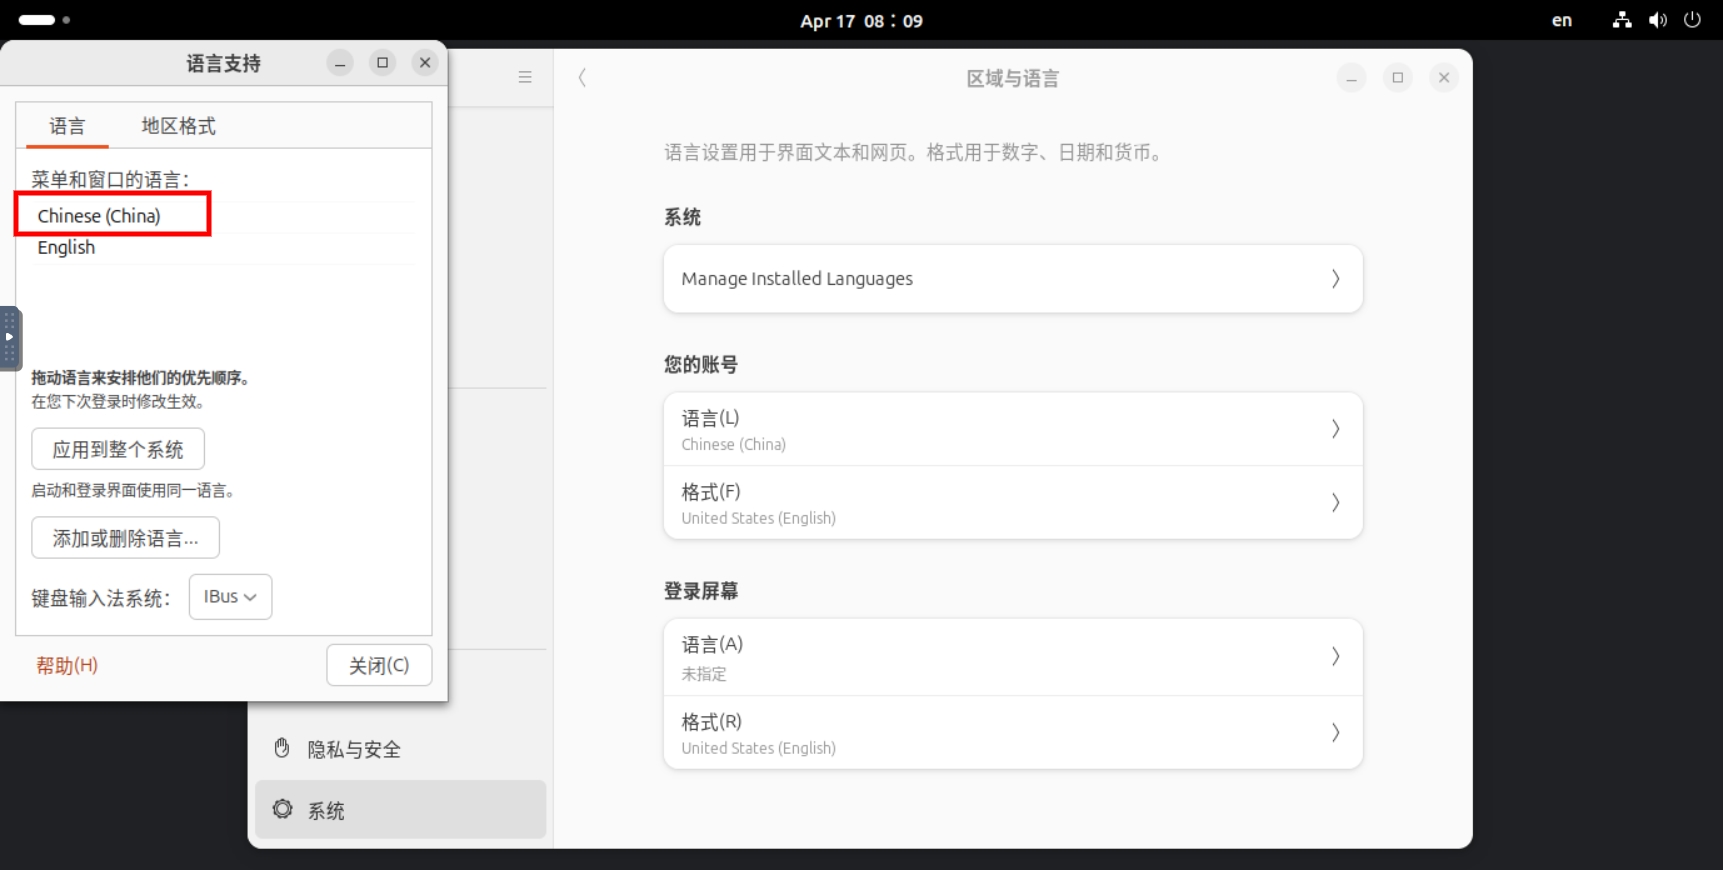 Apr 17 08：09
en
语言支持
语言
地区格式
菜单和窗口的语言：
Chinese (China)
English
拖动语言来安排他们的优先顺序。
在您下次登录时修改生效。
应用到整个系统
启动和登录界面使用同一语言。
添加或删除语言...
键盘输入法系统：
IBus
帮助(H)
关闭(C)
隐私与安全
系统
区域与语言
语言设置用于界面文本和网页。格式用于数字、日期和货币。
系统
Manage Installed Languages
您的账号
语言(L)
Chinese (China)
格式(F)
United States (English)
登录屏幕
语言(A)
未指定
格式(R)
United States (English)